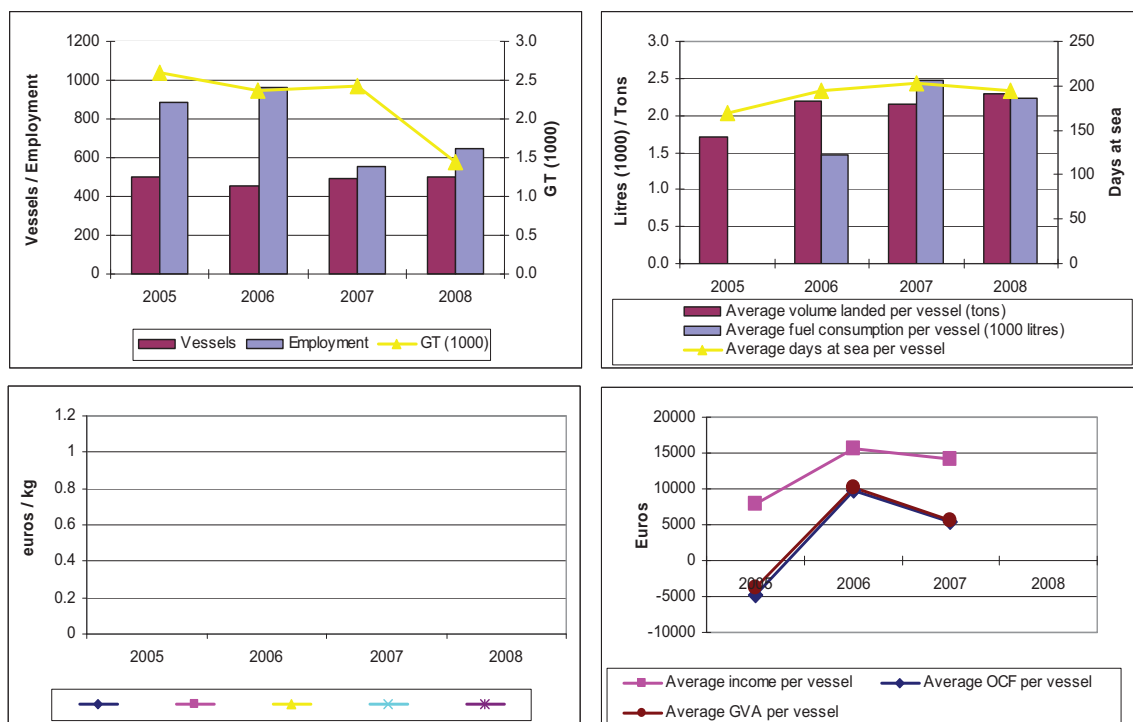 1200
1000
800
600
400
200
0
Vessels / Employment
3.0
2.5
2.0
1.5
1.0
0.5
0.0
GT (1000)
2005 2006 2007 2008
Vessels Employment GT (1000)
3.0
2.5
2.0
1.5
1.0
0.5
0.0
Litres (1000) / Tons
250
200
150
100
50
0
Days at sea
2005 2006 2007 2008
Average volume landed per vessel (tons)
Average fuel consumption per vessel (1000 litres)
Average days at sea per vessel
1.2
1
0.8
0.6
0.4
0.2
0
euros / kg
2005 2006 2007 2008
20000
15000
10000
5000
0
-5000
-10000
Euros
2005 2006 2007 2008
Average income per vessel Average OCF per vessel
Average GVA per vessel